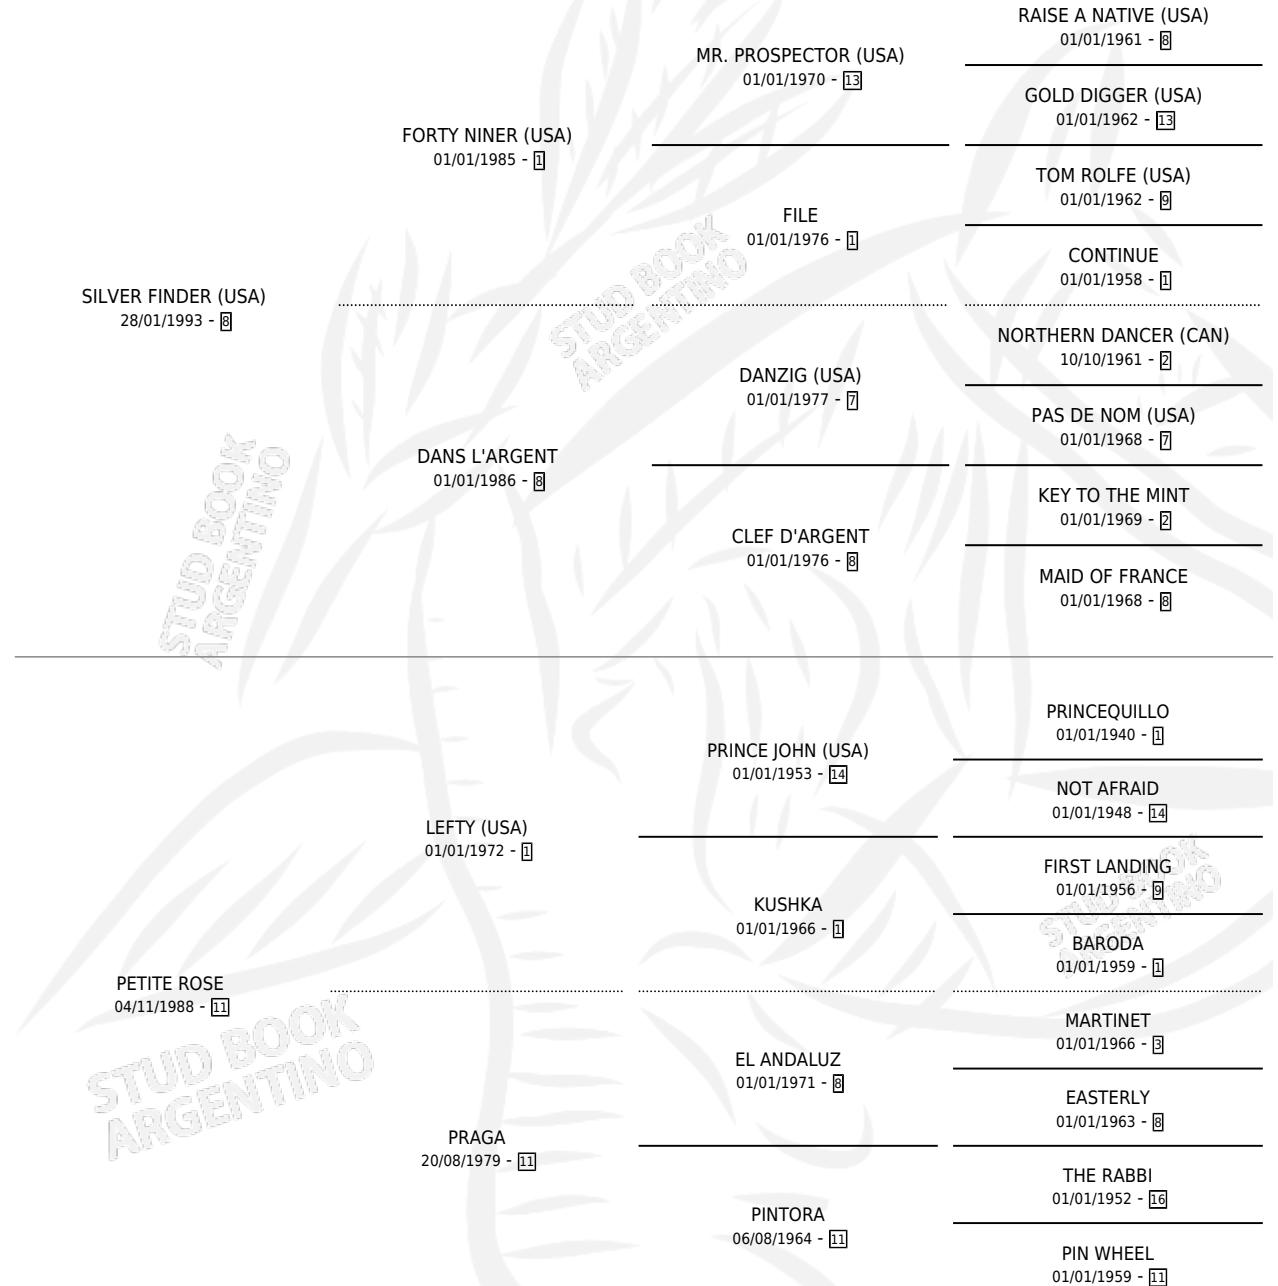 RAISE A NATIVE (USA)
01/01/1961 - 8
MR. PROSPECTOR (USA)
01/01/1970 - 13
GOLD DIGGER (USA)
01/01/1962 - 13
FORTY NINER (USA)
01/01/1985 - 1
TOM ROLFE (USA)
01/01/1962 - 9
FILE
01/01/1976 - 1
CONTINUE
01/01/1958 - 1
SILVER FINDER (USA)
28/01/1993 - 8
NORTHERN DANCER (CAN)
10/10/1961 - 2
DANZIG (USA)
01/01/1977 - 7
PAS DE NOM (USA)
01/01/1968 - 7
DANS L'ARGENT
01/01/1986 - 8
KEY TO THE MINT
01/01/1969 - 2
CLEF D'ARGENT
01/01/1976 - 8
MAID OF FRANCE
01/01/1968 - 8
PRINCEQUILLO
01/01/1940 - 1
PRINCE JOHN (USA)
01/01/1953 - 14
NOT AFRAID
01/01/1948 - 14
LEFTY (USA)
01/01/1972 - 1
FIRST LANDING
01/01/1956 - 9
KUSHKA
01/01/1966 - 1
BARODA
01/01/1959 - 1
PETITE ROSE
04/11/1988 - 11
MARTINET
01/01/1966 - 3
EL ANDALUZ
01/01/1971 - 8
EASTERLY
01/01/1963 - 8
PRAGA
20/08/1979 - 11
THE RABBI
01/01/1952 - 16
PINTORA
06/08/1964 - 11
PIN WHEEL
01/01/1959 - 11
STUD BOOK
ARGENTINO
STUD BOOK
ARGENTINO
STUD BOOK
ARGENTINO
STUD BOOK
ARGENTINO